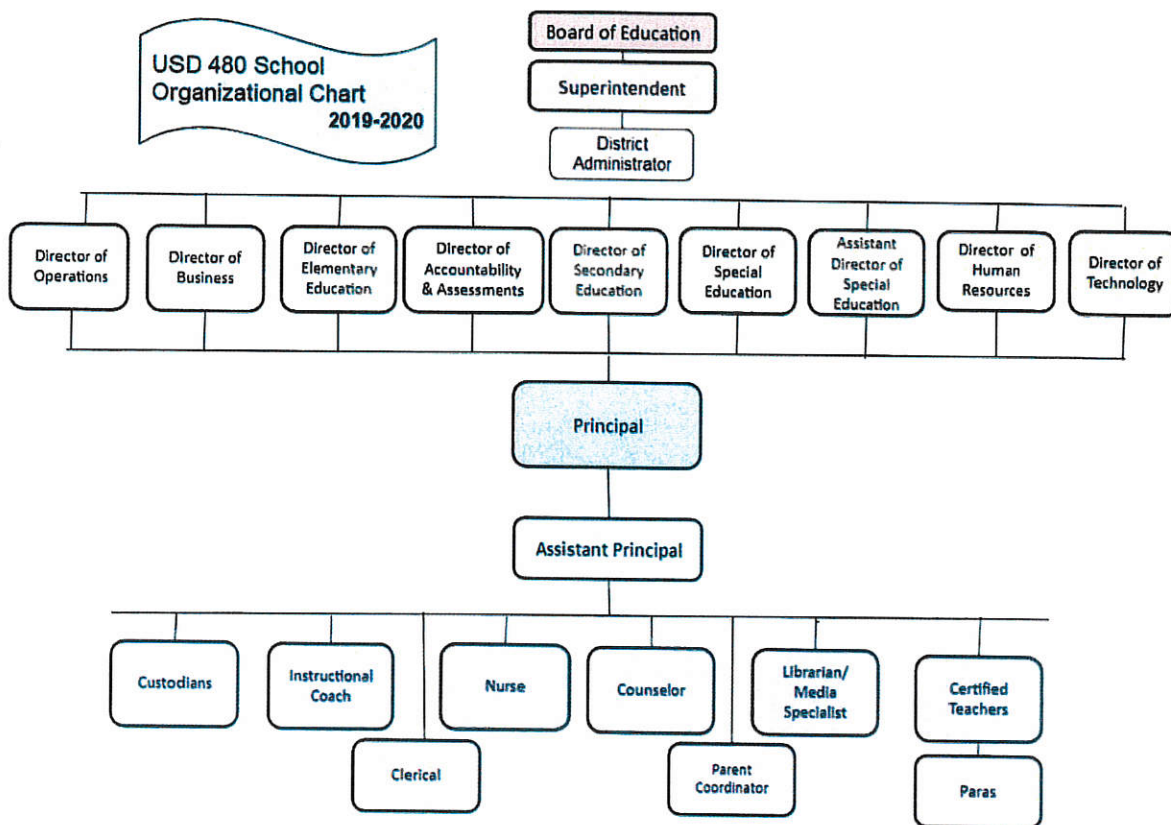 USD 480 School
Organizational Chart
2019-2020
Board of Education
Superintendent
District
Administrator
Director of
Operations
Director of
Business
Director of
Elementary
Education
Director of
Accountability
& Assessments
Director of
Secondary
Education
Director of
Special
Education
Assistant
Director of
Special
Education
Director of
Human
Resources
Director of
Technology
Principal
Assistant Principal
Custodians
Instructional
Coach
Clerical
Nurse
Counselor
Parent
Coordinator
Librarian/
Media
Specialist
Certified
Teachers
Paras